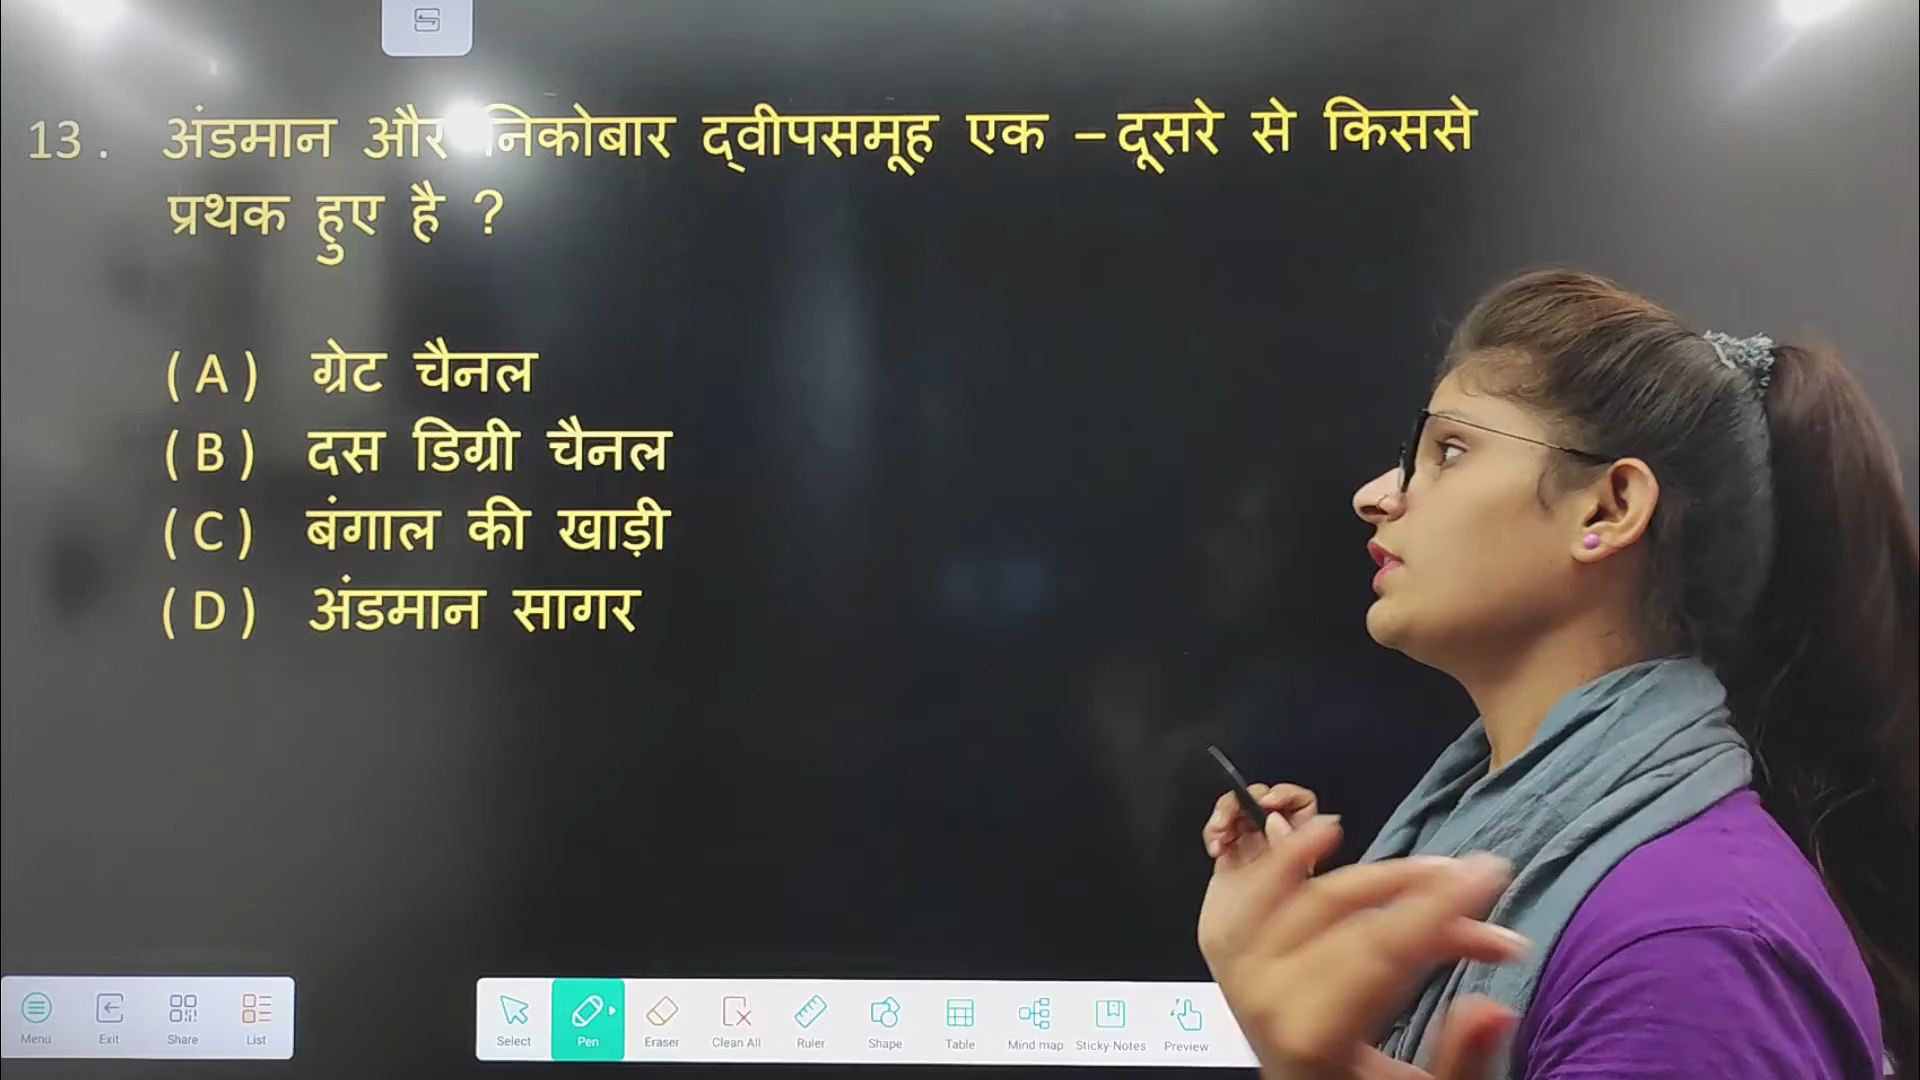 13. अंडमान और निकोबार द्वीपसमूह एक –दूसरे से किससे
प्रथक हुए है ?
(A) ग्रेट चैनल
(B) दस डिग्री चैनल
(C) बंगाल की खाड़ी
(D) अंडमान सागर
Menu Exit Share List
Select Pen Eraser Clean All Ruler Shape Table Mind map Sticky-Notes Preview